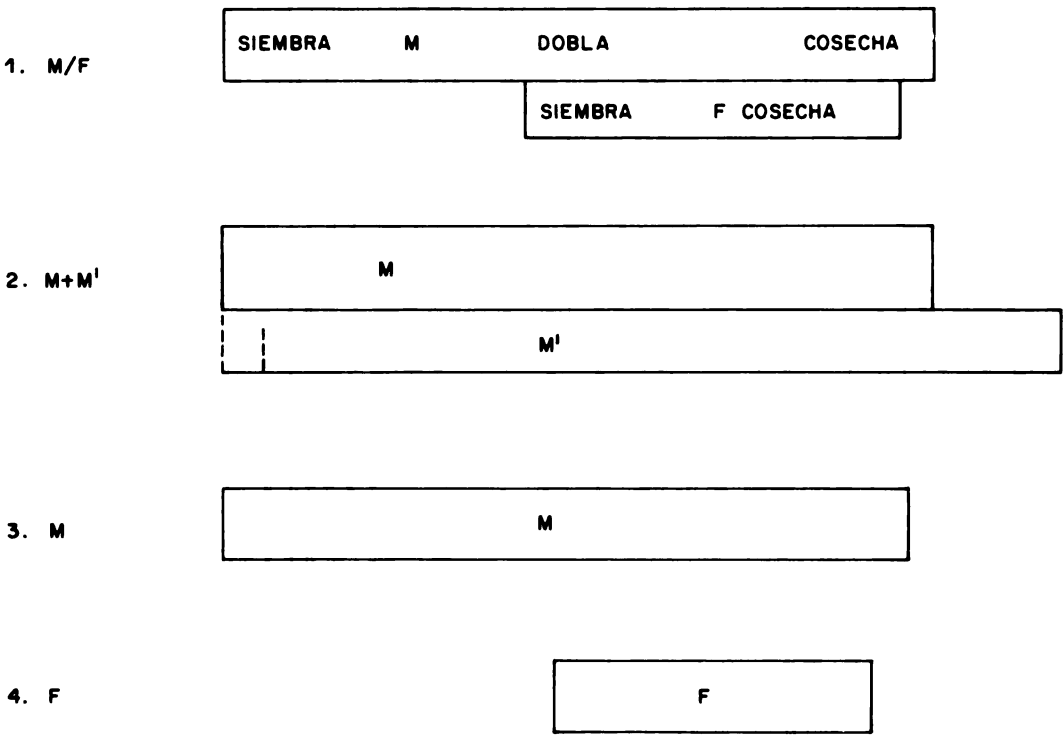 1. M/F
SIEMBRA M DOBLA COSECHA
SIEMBRA F COSECHA
2. M+M'
M
M'
3. M
M
4. F
F